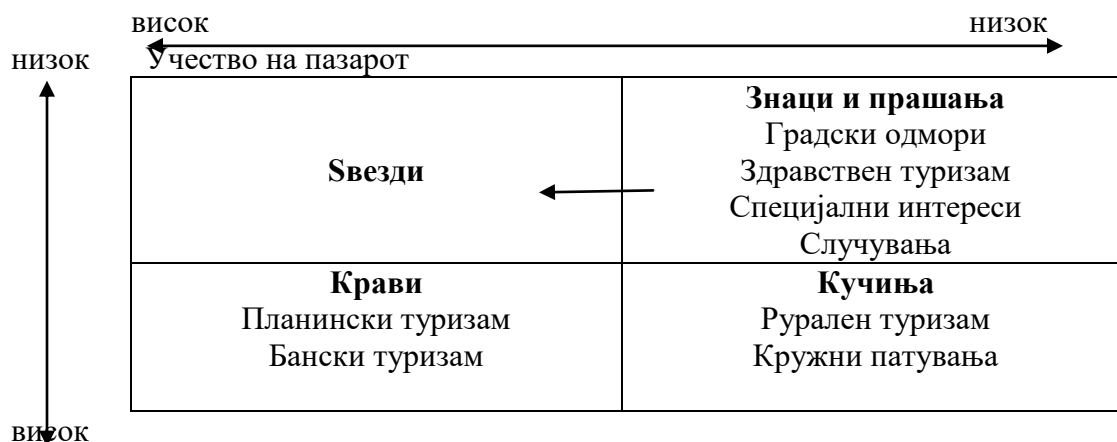 висок низок
низок Учество на пазарот
Знаци и прашања
Градски одмори
Ѕвезди Здравствен туризам
Специјални интереси
Случувања
Крави Кучиња
Планински туризам Рурален туризам
Бански туризам Кружни патувања
висок